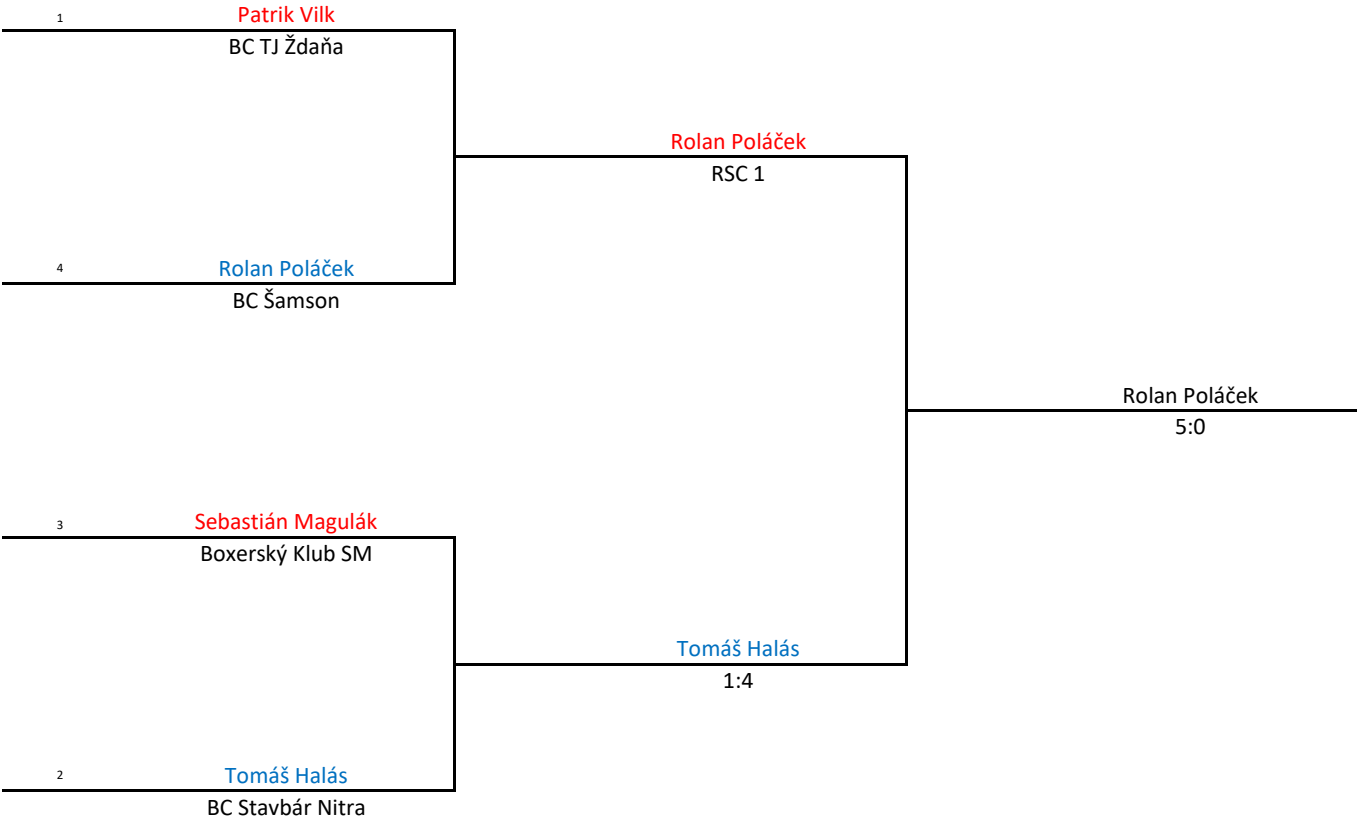 1 Patrik Vilk
BC TJ Ždaňa
Rolan Poláček
RSC 1
4 Rolan Poláček
BC Šamson
Rolan Poláček
5:0
3 Sebastián Magulák
Boxerský Klub SM
Tomáš Halás
1:4
2 Tomáš Halás
BC Stavbár Nitra